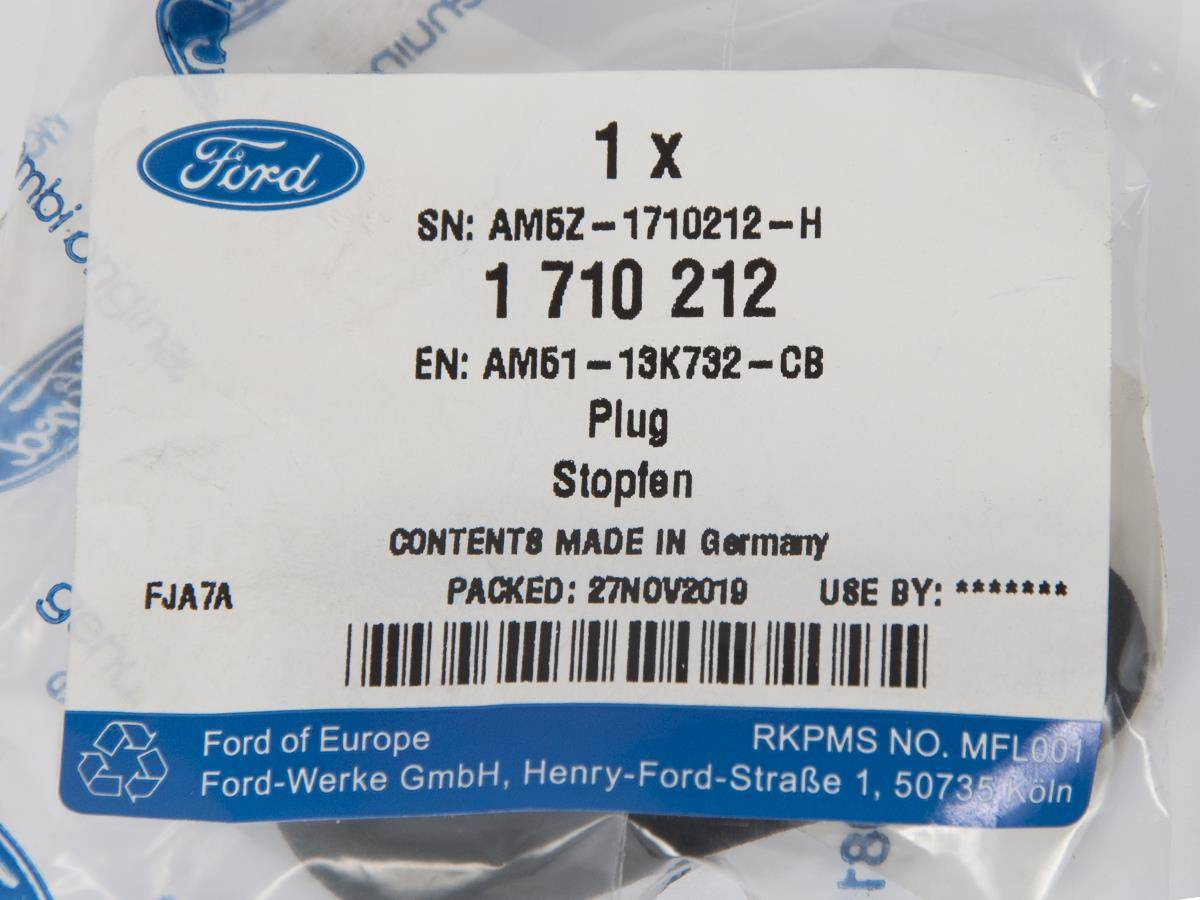 Ford
1 x
SN: AM5Z-1710212-H
1 710 212
EN: AM51-13K732-CB
Plug
Stopfen
CONTENTS MADE IN Germany
FJA7A PACKED: 27NOV2019 USE BY: *******
Ford of Europe RKPMS NO. MFL001
Ford-Werke GmbH, Henry-Ford-Straße 1, 50735 Köln